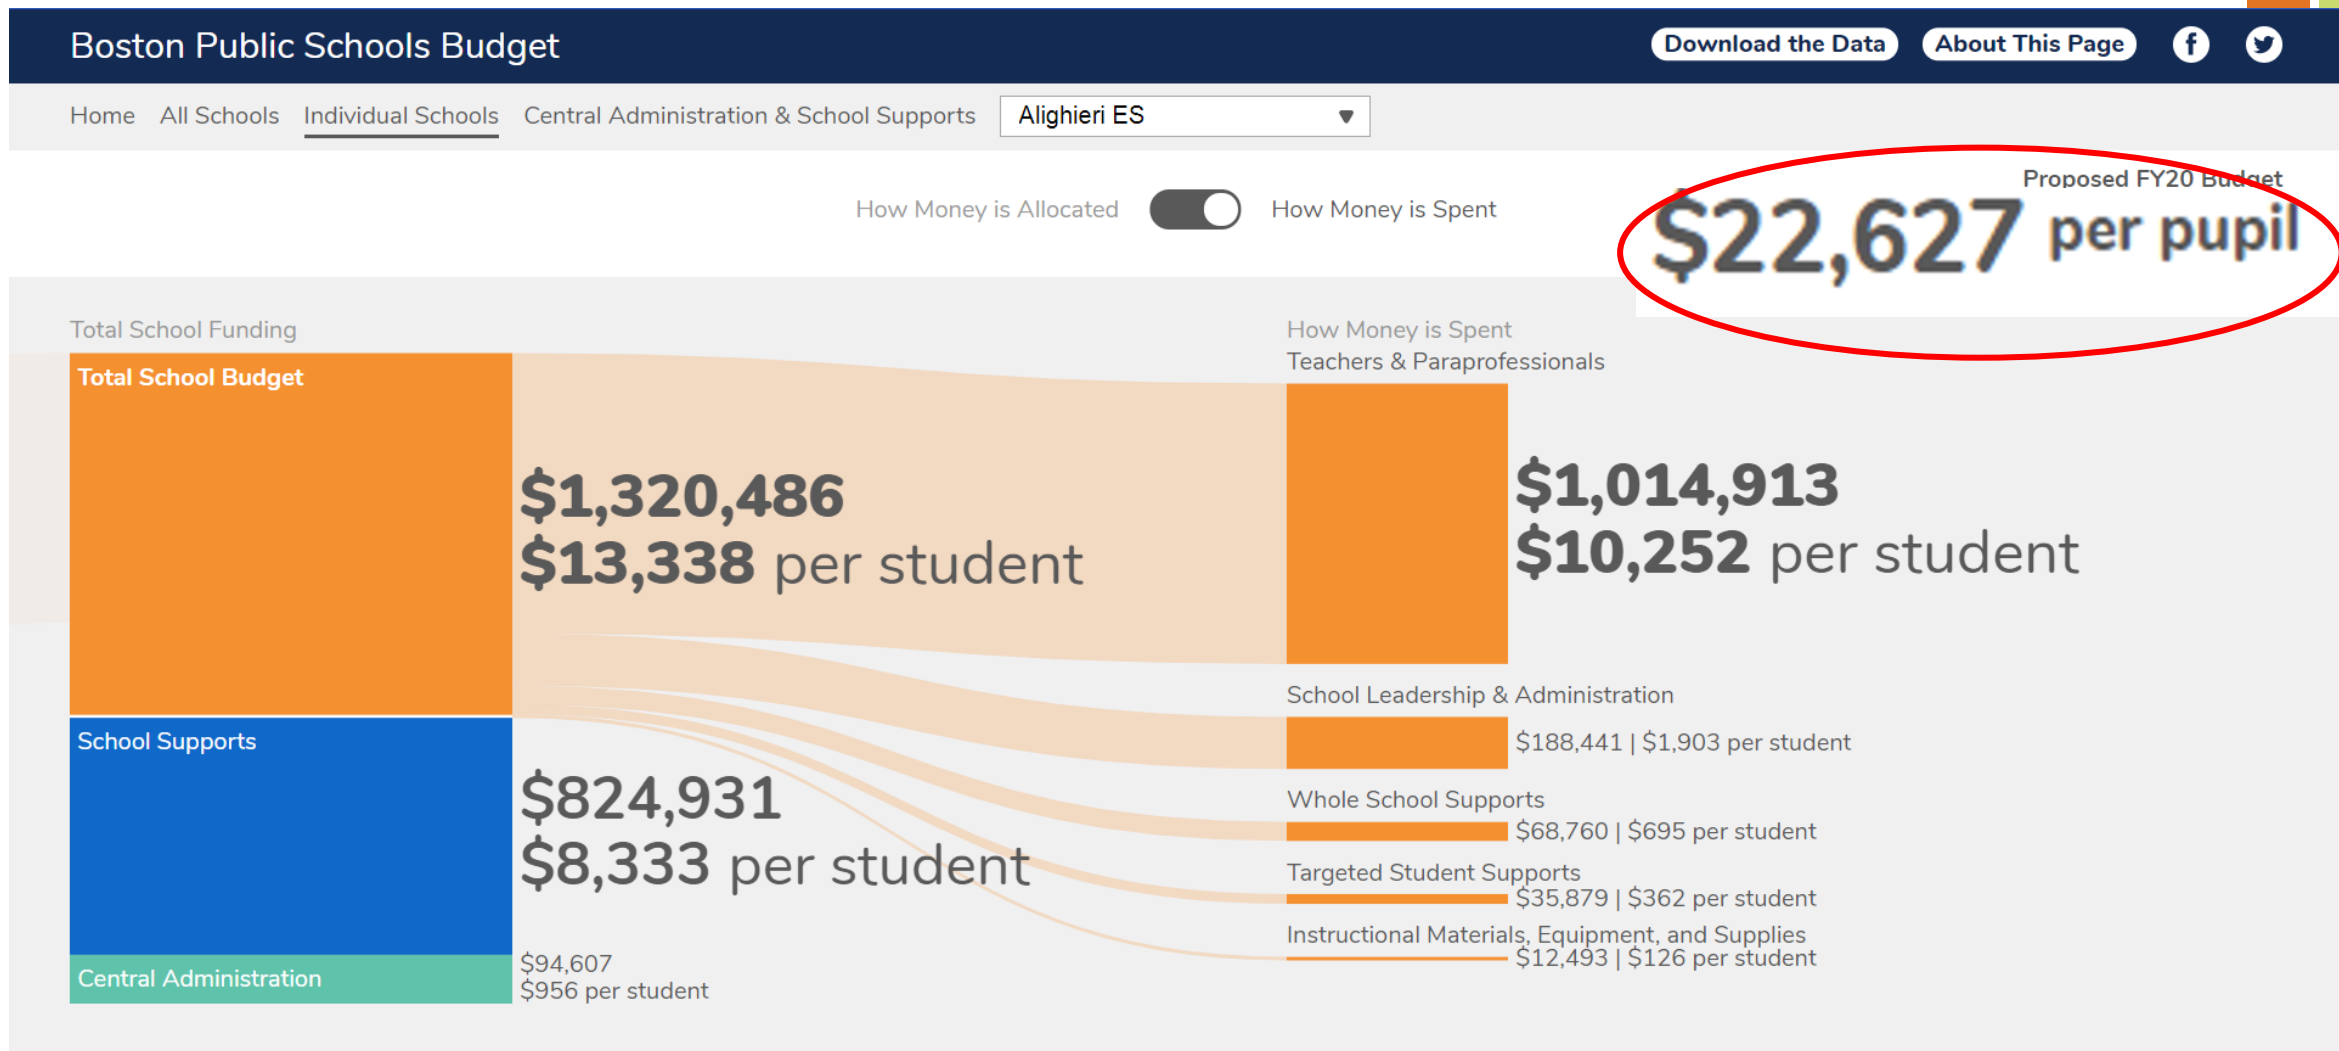 Boston Public Schools Budget
Download the Data
About This Page
Home
All Schools
Individual Schools
Central Administration & School Supports
Alighieri ES
How Money is Allocated
How Money is Spent
Proposed FY20 Budget
$22,627 per pupil
Total School Funding
Total School Budget
$1,320,486
$13,338 per student
School Supports
$824,931
$8,333 per student
Central Administration
$94,607
$956 per student
How Money is Spent
Teachers & Paraprofessionals
$1,014,913
$10,252 per student
School Leadership & Administration
$188,441 | $1,903 per student
Whole School Supports
$68,760 | $695 per student
Targeted Student Supports
$35,879 | $362 per student
Instructional Materials, Equipment, and Supplies
$12,493 | $126 per student